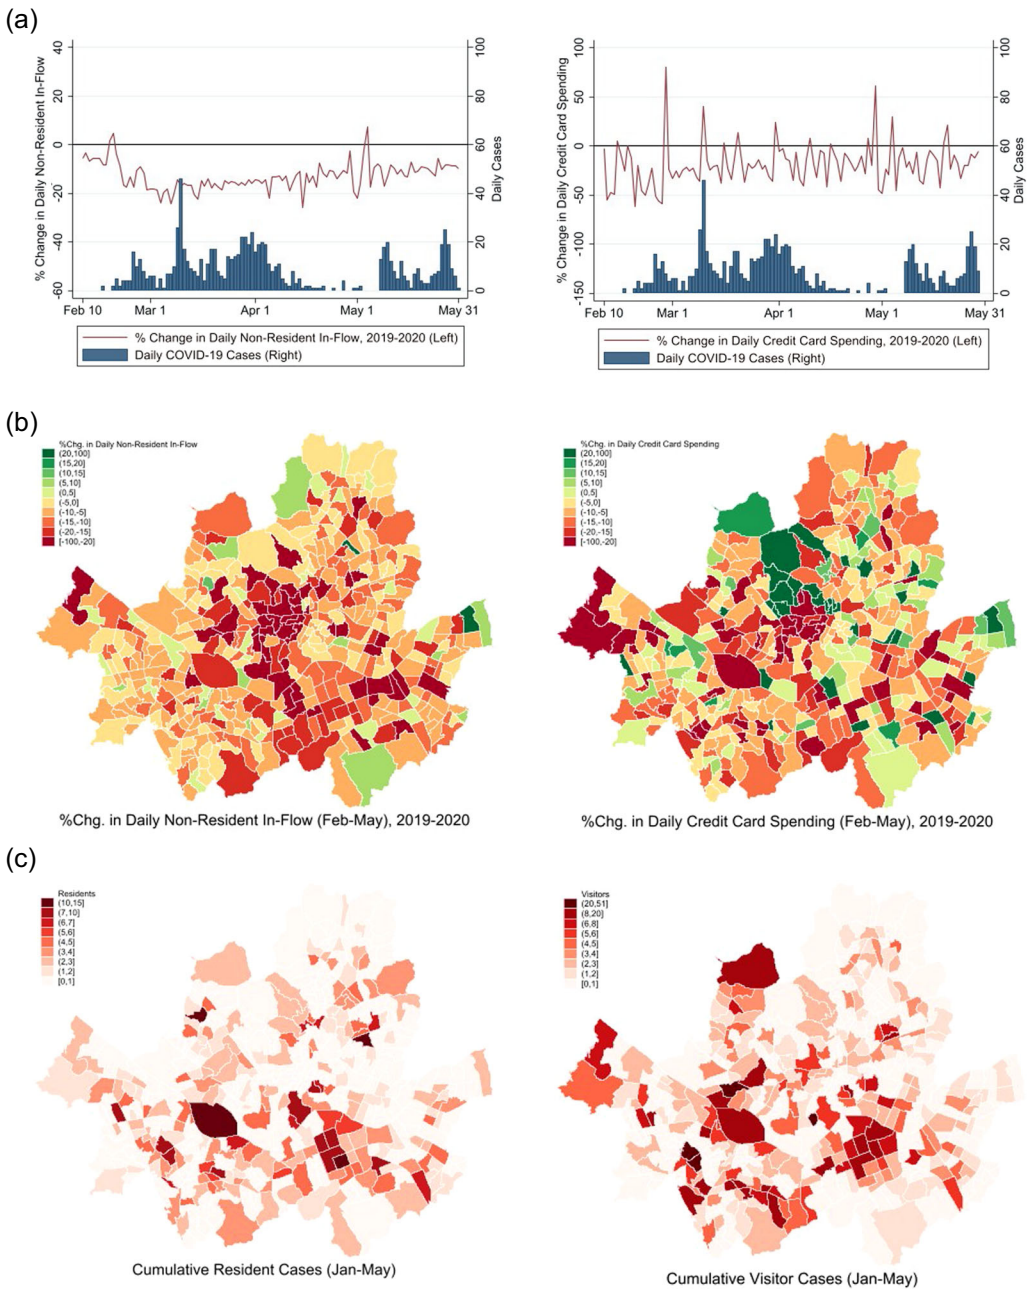 (a)
% Change in Daily Non-Resident In-Flow
40
20
0
-20
-40
-60
100
80
60
40
20
0
Daily Cases
Feb 10
Mar 1
Apr 1
May 1
May 31
% Change in Daily Non-Resident In-Flow, 2019-2020 (Left)
Daily COVID-19 Cases (Right)
% Change in Daily Credit Card Spending
100
50
0
-50
-100
-150
100
80
60
40
20
0
Daily Cases
Feb 10
Mar 1
Apr 1
May 1
May 31
% Change in Daily Credit Card Spending, 2019-2020 (Left)
Daily COVID-19 Cases (Right)
(b)
%Chg. in Daily Non-Resident In-Flow
(20,100]
(15,20]
(10,15]
(5,10]
(0,5]
(-5,0]
(-10,-5]
(-15,-10]
(-20,-15]
[-100,-20]
%Chg. in Daily Non-Resident In-Flow (Feb-May), 2019-2020
%Chg. in Daily Credit Card Spending
(20,100]
(15,20]
(10,15]
(5,10]
(0,5]
(-5,0]
(-10,-5]
(-15,-10]
(-20,-15]
[-100,-20]
%Chg. in Daily Credit Card Spending (Feb-May), 2019-2020
(c)
Residents
(10,15]
(7,10]
(6,7]
(5,6]
(4,5]
(3,4]
(2,3]
(1,2]
[0,1]
Cumulative Resident Cases (Jan-May)
Visitors
(20,51]
(8,20]
(6,8]
(5,6]
(4,5]
(3,4]
(2,3]
(1,2]
[0,1]
Cumulative Visitor Cases (Jan-May)